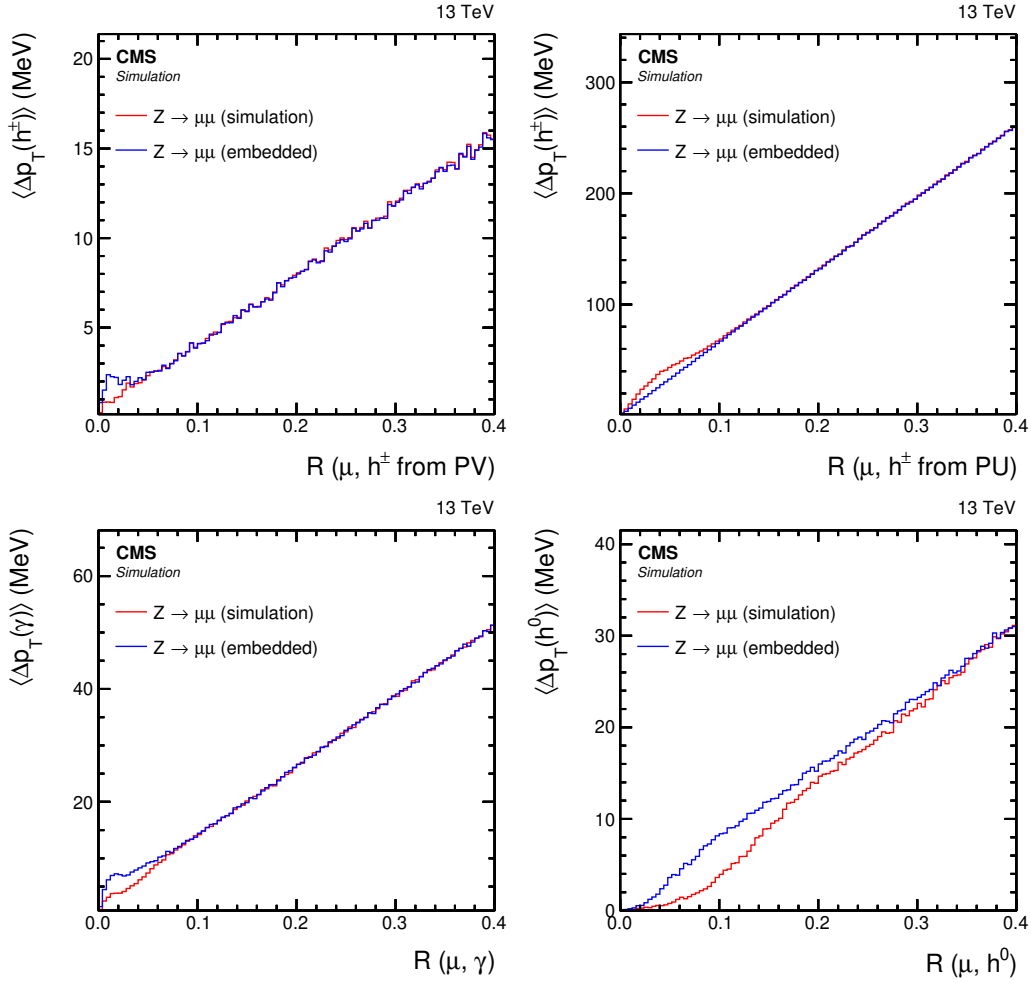 13 TeV
⟨Δp_T(h^±)⟩ (MeV)
CMS
Simulation
Z → μμ (simulation)
Z → μμ (embedded)
20
15
10
5
0.0 0.1 0.2 0.3 0.4
R (μ, h^± from PV)
13 TeV
⟨Δp_T(h^±)⟩ (MeV)
CMS
Simulation
Z → μμ (simulation)
Z → μμ (embedded)
300
200
100
0
0.0 0.1 0.2 0.3 0.4
R (μ, h^± from PU)
13 TeV
⟨Δp_T(γ)⟩ (MeV)
CMS
Simulation
Z → μμ (simulation)
Z → μμ (embedded)
60
40
20
0.0 0.1 0.2 0.3 0.4
R (μ, γ)
13 TeV
⟨Δp_T(h^0)⟩ (MeV)
CMS
Simulation
Z → μμ (simulation)
Z → μμ (embedded)
40
30
20
10
0
0.0 0.1 0.2 0.3 0.4
R (μ, h^0)